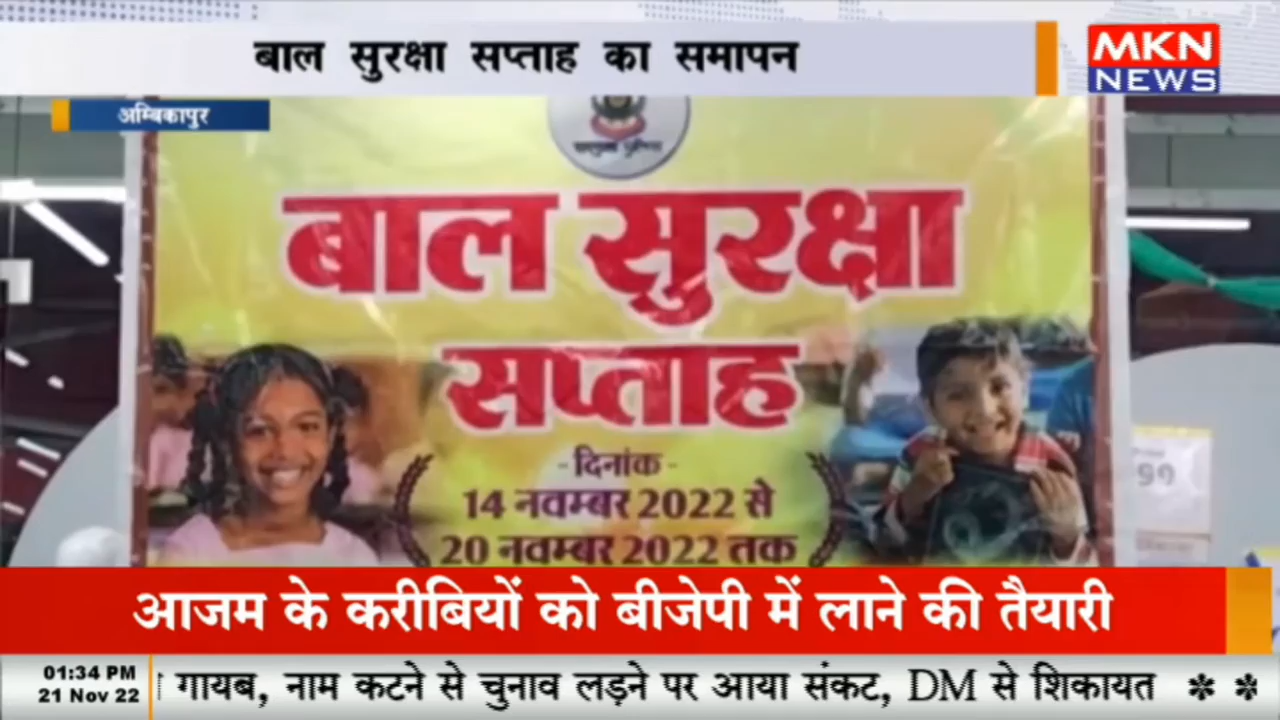 बाल सुरक्षा सप्ताह का समापन
MKN
NEWS
अम्बिकापुर
बाल सुरक्षा
सप्ताह
- दिनांक -
14 नवम्बर 2022 से
20 नवम्बर 2022 तक
99
आजम के करीबियों को बीजेपी में लाने की तैयारी
01:34 PM
21 Nov 22
गायब, नाम कटने से चुनाव लड़ने पर आया संकट, DM से शिकायत * *